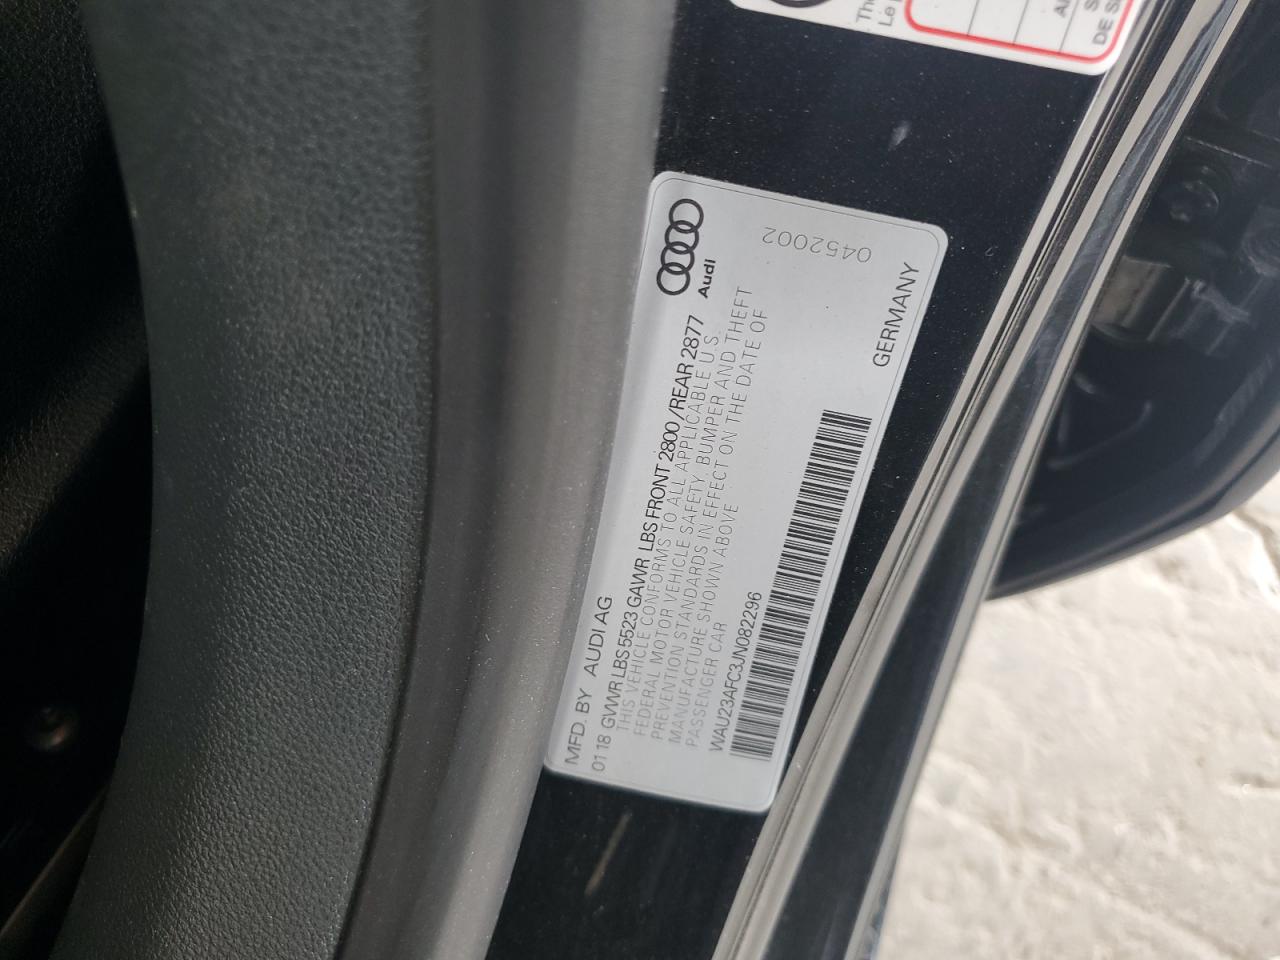 Audi
MFD. BY AUDI AG
01 18 GVWR LBS 5523 GAWR LBS FRONT 2800 / REAR 2877
THIS VEHICLE CONFORMS TO ALL APPLICABLE U S.
FEDERAL MOTOR VEHICLE SAFETY, BUMPER AND THEFT
PREVENTION STANDARDS IN EFFECT ON THE DATE OF
MANUFACTURE SHOWN ABOVE
PASSENGER CAR
WAU23AFC3JN082296
GERMANY
0452002
Le
DE